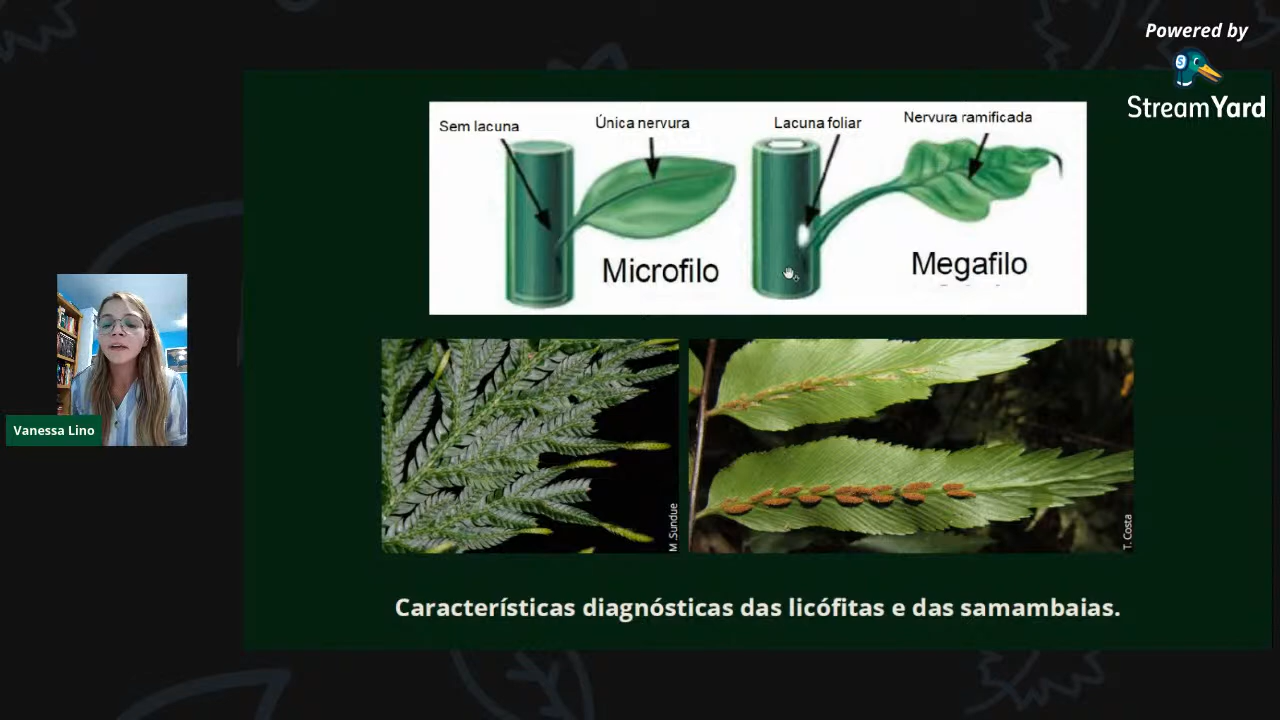 Powered by
StreamYard
Sem lacuna
Única nervura
Lacuna foliar
Nervura ramificada
Microfilo
Megafilo
Vanessa Lino
M .Sundue
T. Costa
Características diagnósticas das licófitas e das samambaias.